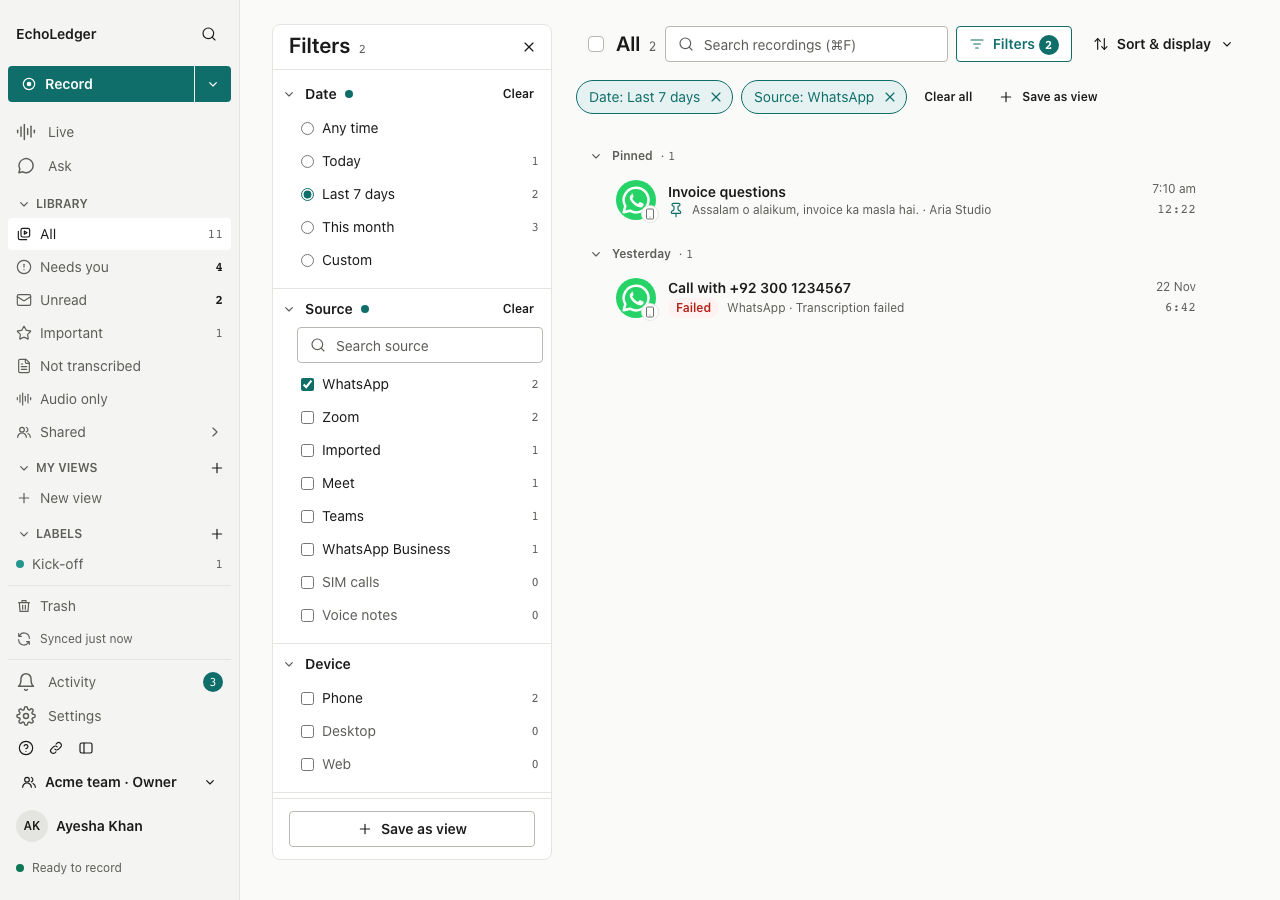 EchoLedger
Record
Live
Ask
LIBRARY
All 11
Needs you 4
Unread 2
Important 1
Not transcribed
Audio only
Shared
MY VIEWS
New view
LABELS
Kick-off 1
Trash
Synced just now
Activity 3
Settings
Acme team · Owner
AK Ayesha Khan
Ready to record
Filters 2
Date Clear
Any time
Today 1
Last 7 days 2
This month 3
Custom
Source Clear
Search source
WhatsApp 2
Zoom 2
Imported 1
Meet 1
Teams 1
WhatsApp Business 1
SIM calls 0
Voice notes 0
Device
Phone 2
Desktop 0
Web 0
Save as view
All 2 Search recordings (⌘F) Filters 2 Sort & display
Date: Last 7 days Source: WhatsApp Clear all Save as view
Pinned · 1
Invoice questions 7:10 am
Assalam o alaikum, invoice ka masla hai. · Aria Studio 12:22
Yesterday · 1
Call with +92 300 1234567 22 Nov
Failed WhatsApp · Transcription failed 6:42